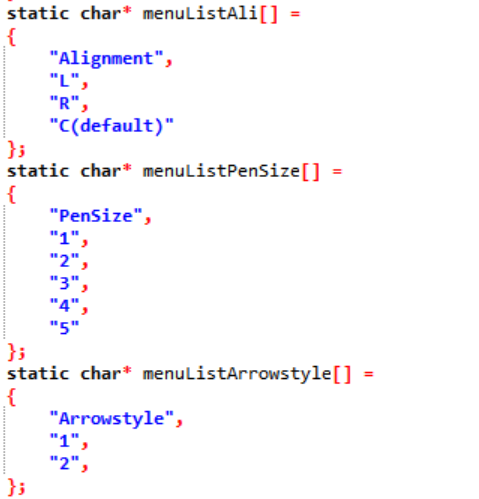 static char* menuListAli[] =
{
    "Alignment",
    "L",
    "R",
    "C(default)"
};
static char* menuListPenSize[] =
{
    "PenSize",
    "1",
    "2",
    "3",
    "4",
    "5"
};
static char* menuListArrowstyle[] =
{
    "Arrowstyle",
    "1",
    "2",
};